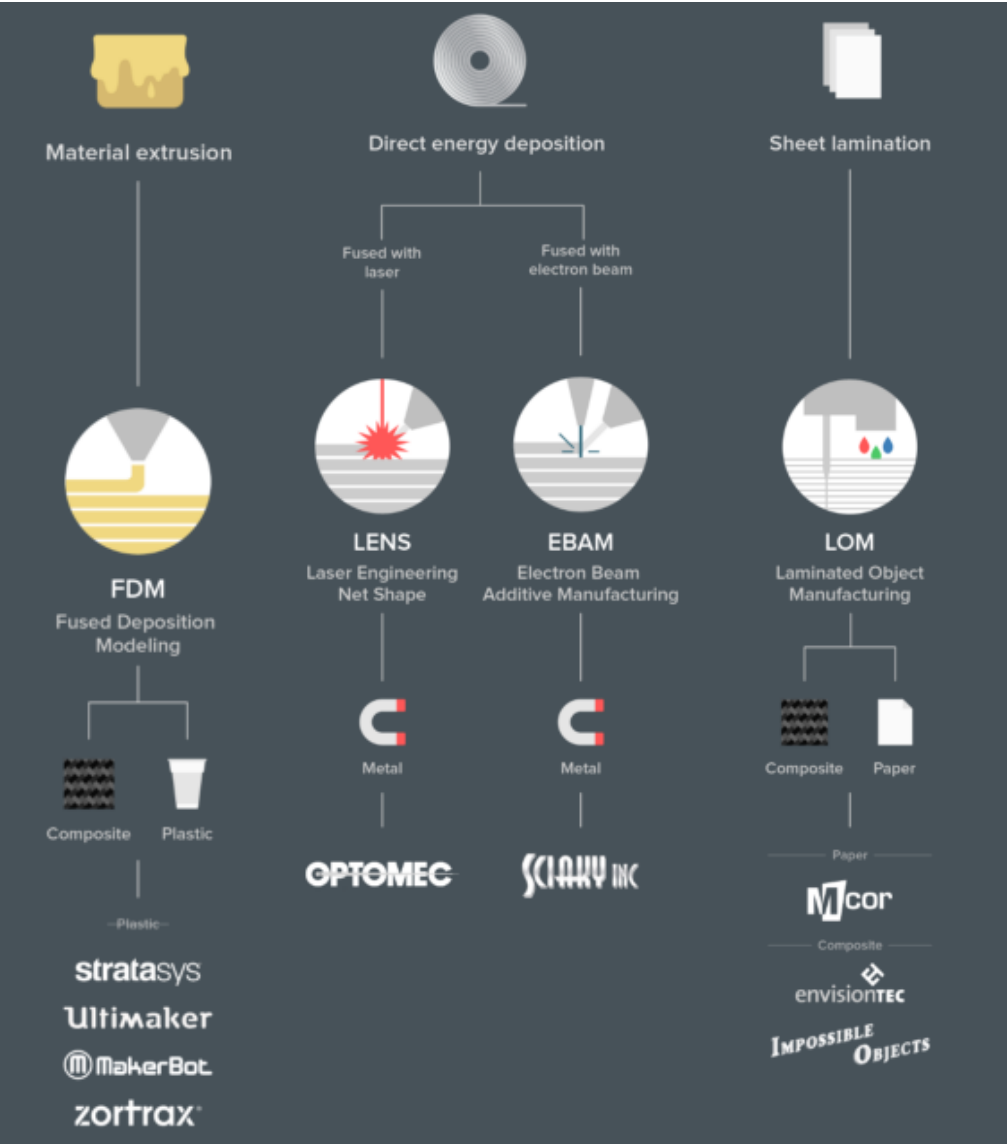 Material extrusion
Direct energy deposition
Sheet lamination
Fused with
laser
Fused with
electron beam
FDM
Fused Deposition
Modeling
LENS
Laser Engineering
Net Shape
EBAM
Electron Beam
Additive Manufacturing
LOM
Laminated Object
Manufacturing
Composite
Plastic
Metal
Metal
Composite
Paper
Plastic
stratasys
Ultimaker
MakerBot
zortrax
OPTOMEC
SCIAKY INC
Paper
Mcor
Composite
envisionTEC
IMPOSSIBLE
OBJECTS